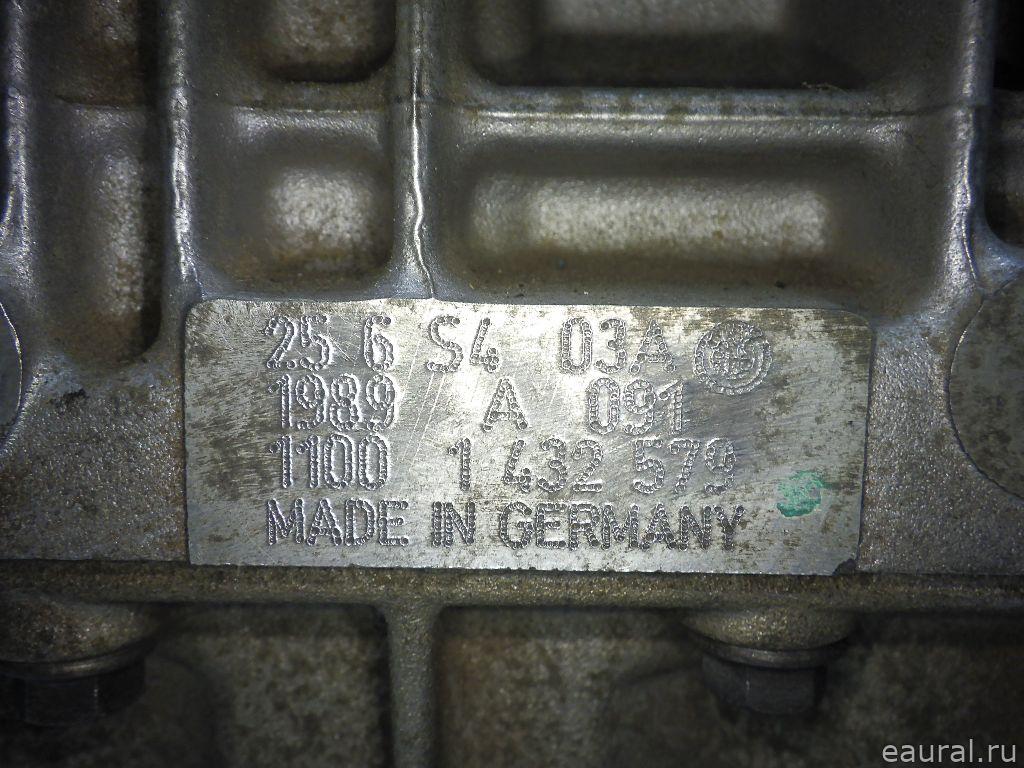 25 6 S4 03A
1989 A 091
1100 1 432 579
MADE IN GERMANY
eaural.ru